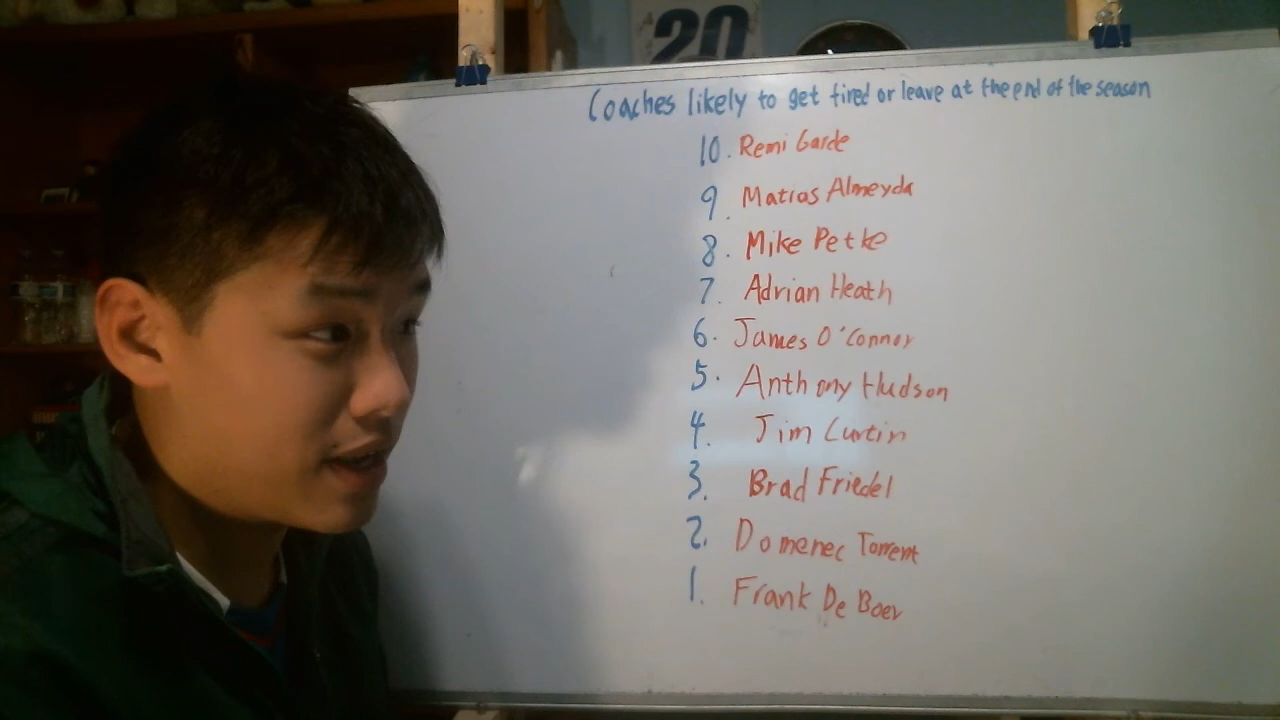 20
Coaches likely to get fired or leave at the end of the season
10. Remi Garde
9. Matias Almeyda
8. Mike Petke
7. Adrian Heath
6. James O'Connor
5. Anthony Hudson
4. Jim Curtin
3. Brad Friedel
2. Domenec Torrent
1. Frank De Boer